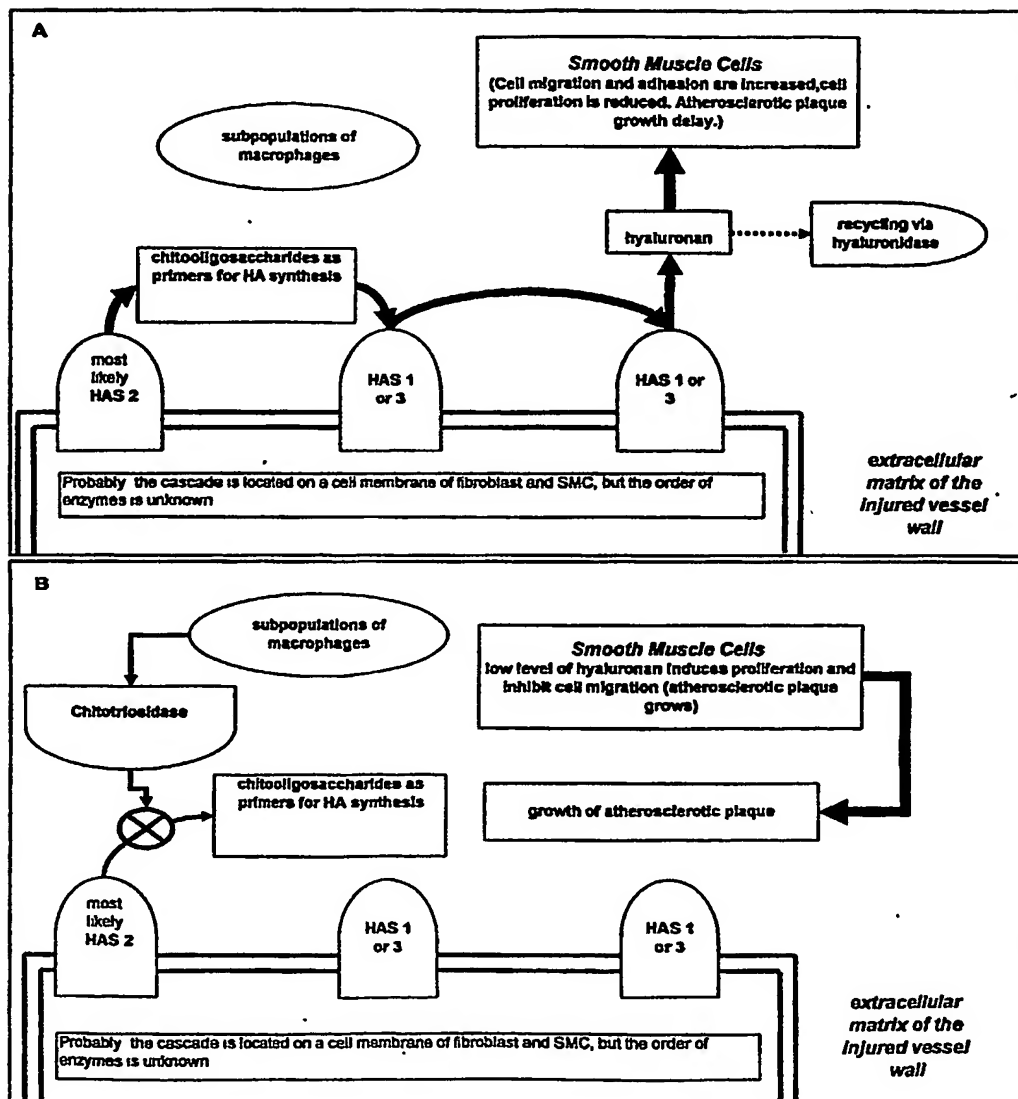 A
Smooth Muscle Cells
(Cell migration and adhesion are increased,cell
proliferation is reduced. Atherosclerotic plaque
growth delay.)
subpopulations of
macrophages
hyaluronan
recycling via
hyaluronidase
chitooligosaccharides as
primers for HA synthesis
most
likely
HAS 2
HAS 1
or 3
HAS 1 or
3
Probably the cascade is located on a cell membrane of fibroblast and SMC, but the order of
enzymes is unknown
extracellular
matrix of the
injured vessel
wall
B
subpopulations of
macrophages
Smooth Muscle Cells
low level of hyaluronan induces proliferation and
inhibit cell migration (atherosclerotic plaque
grows)
Chitotriosidase
chitooligosaccharides as
primers for HA synthesis
growth of atherosclerotic plaque
most
likely
HAS 2
HAS 1
or 3
HAS 1
or 3
Probably the cascade is located on a cell membrane of fibroblast and SMC, but the order of
enzymes is unknown
extracellular
matrix of the
injured vessel
wall